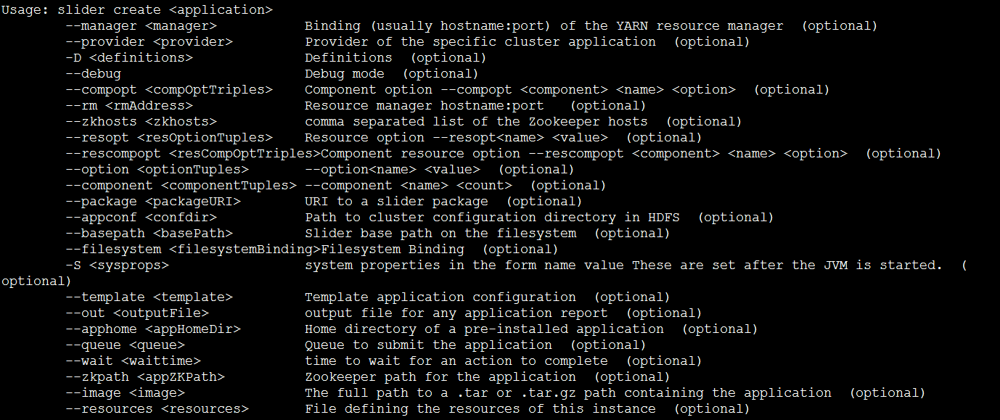 Usage: slider create <application>
        --manager <manager>           Binding (usually hostname:port) of the YARN resource manager  (optional)
        --provider <provider>         Provider of the specific cluster application  (optional)
        -D <definitions>              Definitions  (optional)
        --debug                       Debug mode  (optional)
        --compopt <compOptTriples>    Component option --compopt <component> <name> <option>  (optional)
        --rm <rmAddress>              Resource manager hostname:port   (optional)
        --zkhosts <zkhosts>           comma separated list of the Zookeeper hosts  (optional)
        --resopt <resOptionTuples>    Resource option --resopt<name> <value>  (optional)
        --rescompopt <resCompOptTriples>Component resource option --rescompopt <component> <name> <option>  (optional)
        --option <optionTuples>       --option<name> <value>  (optional)
        --component <componentTuples> --component <name> <count>  (optional)
        --package <packageURI>        URI to a slider package  (optional)
        --appconf <confdir>           Path to cluster configuration directory in HDFS  (optional)
        --basepath <basePath>         Slider base path on the filesystem  (optional)
        --filesystem <filesystemBinding>Filesystem Binding  (optional)
        -S <sysprops>                 system properties in the form name value These are set after the JVM is started.  (
optional)
        --template <template>         Template application configuration  (optional)
        --out <outputFile>            output file for any application report  (optional)
        --apphome <appHomeDir>        Home directory of a pre-installed application  (optional)
        --queue <queue>               Queue to submit the application  (optional)
        --wait <waittime>             time to wait for an action to complete  (optional)
        --zkpath <appZKPath>          Zookeeper path for the application  (optional)
        --image <image>               The full path to a .tar or .tar.gz path containing the application  (optional)
        --resources <resources>       File defining the resources of this instance  (optional)